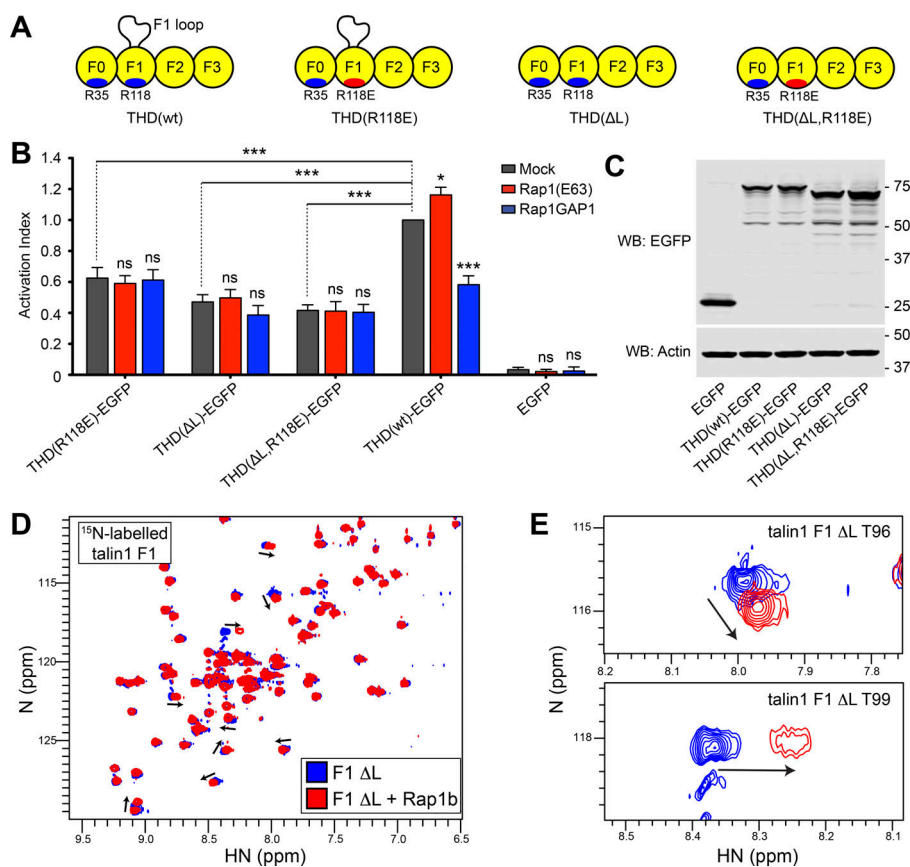 A
F1 loop
F0 F1 F2 F3
R35 R118
THD(wt)
F0 F1 F2 F3
R35 R118E
THD(R118E)
F0 F1 F2 F3
R35 R118
THD(ΔL)
F0 F1 F2 F3
R35 R118E
THD(ΔL,R118E)
B
Activation Index
1.4
1.2
1.0
0.8
0.6
0.4
0.2
0
***
***
***
*
***
ns ns
ns ns
ns ns
ns ns
Mock
Rap1(E63)
Rap1GAP1
THD(R118E)-EGFP
THD(ΔL)-EGFP
THD(ΔL,R118E)-EGFP
THD(wt)-EGFP
EGFP
C
WB: EGFP
75
50
37
25
WB: Actin
50
37
EGFP
THD(wt)-EGFP
THD(R118E)-EGFP
THD(ΔL)-EGFP
THD(ΔL,R118E)-EGFP
D
¹⁵N-labelled
talin1 F1
N (ppm)
115
120
125
F1 ΔL
F1 ΔL + Rap1b
9.5 9.0 8.5 8.0 7.5 7.0 6.5
HN (ppm)
E
talin1 F1 ΔL T96
115
116
8.2 8.1 8.0 7.9 7.8
N (ppm)
talin1 F1 ΔL T99
118
8.5 8.4 8.3 8.2 8.1
HN (ppm)